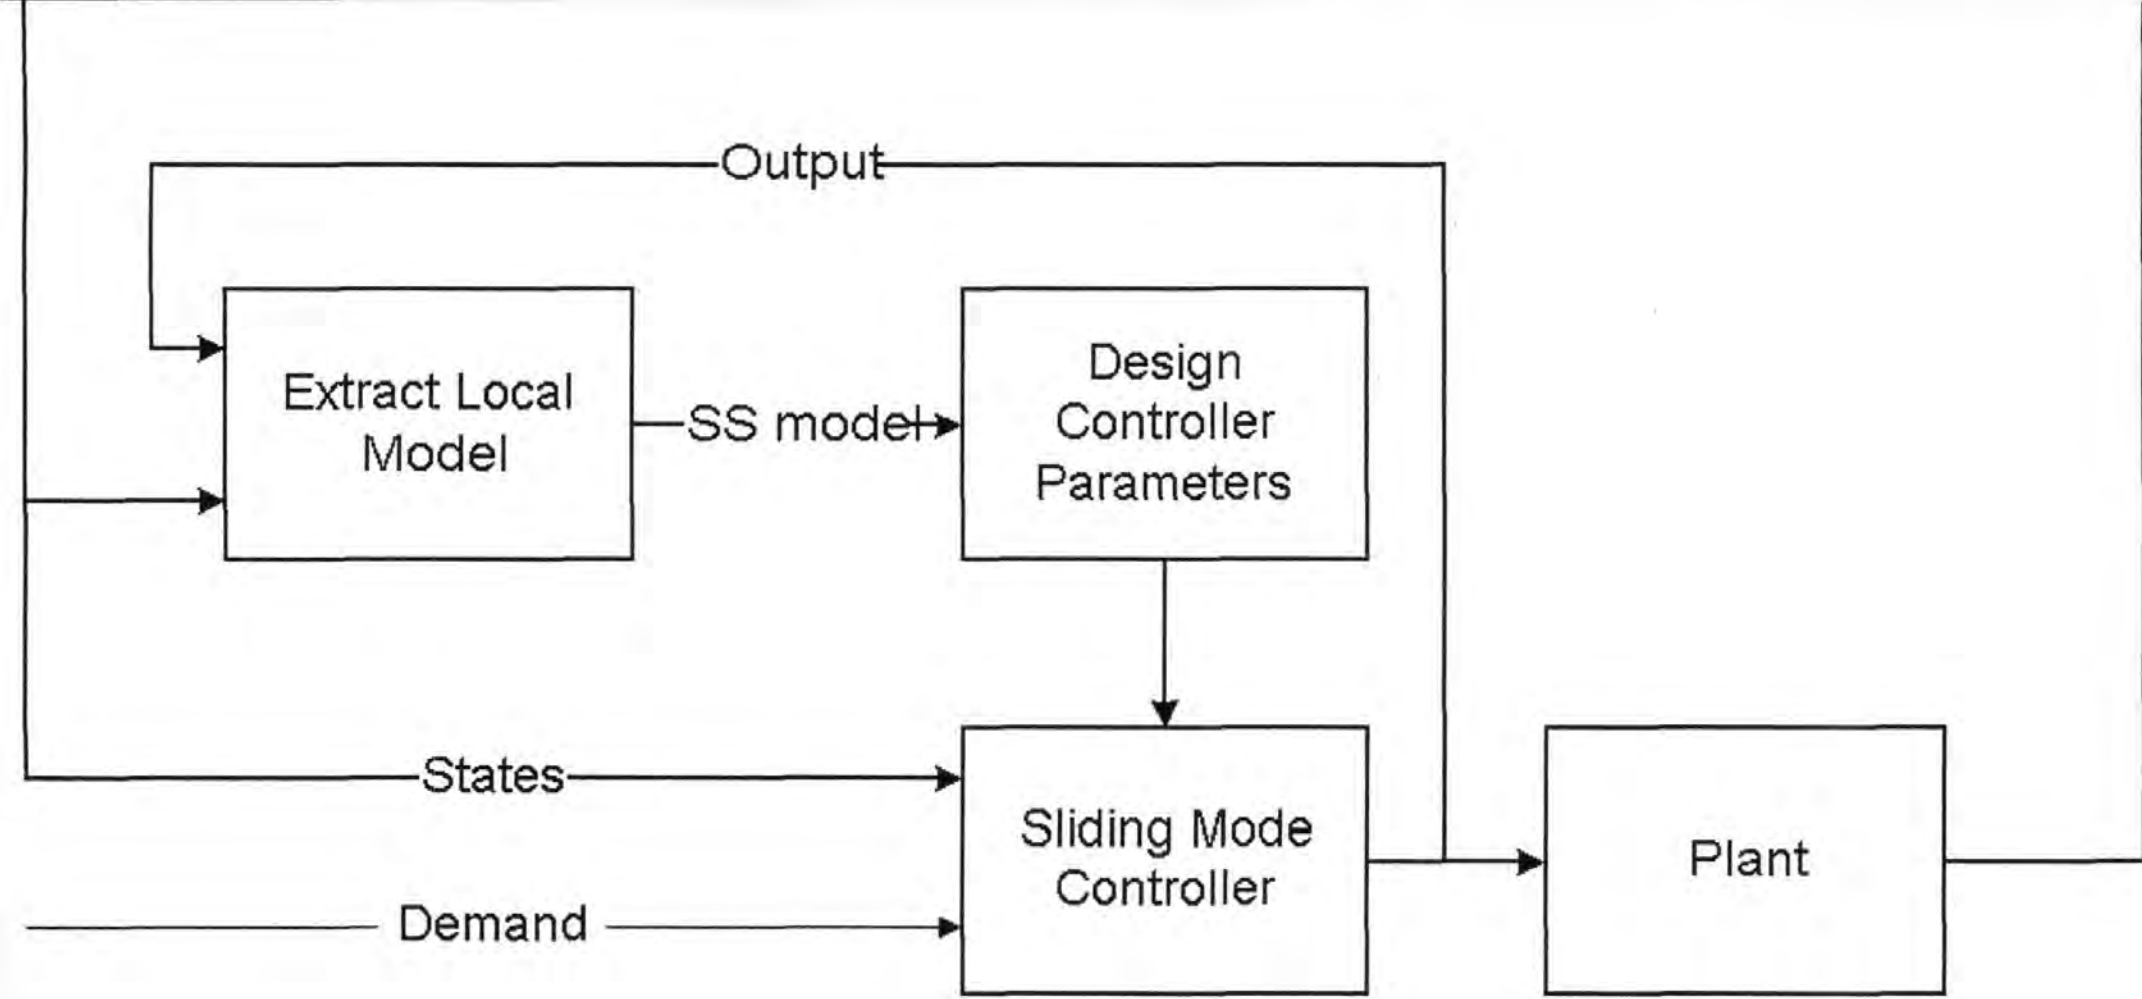 Output
Extract Local
Model
SS model
Design
Controller
Parameters
States
Sliding Mode
Controller
Plant
Demand